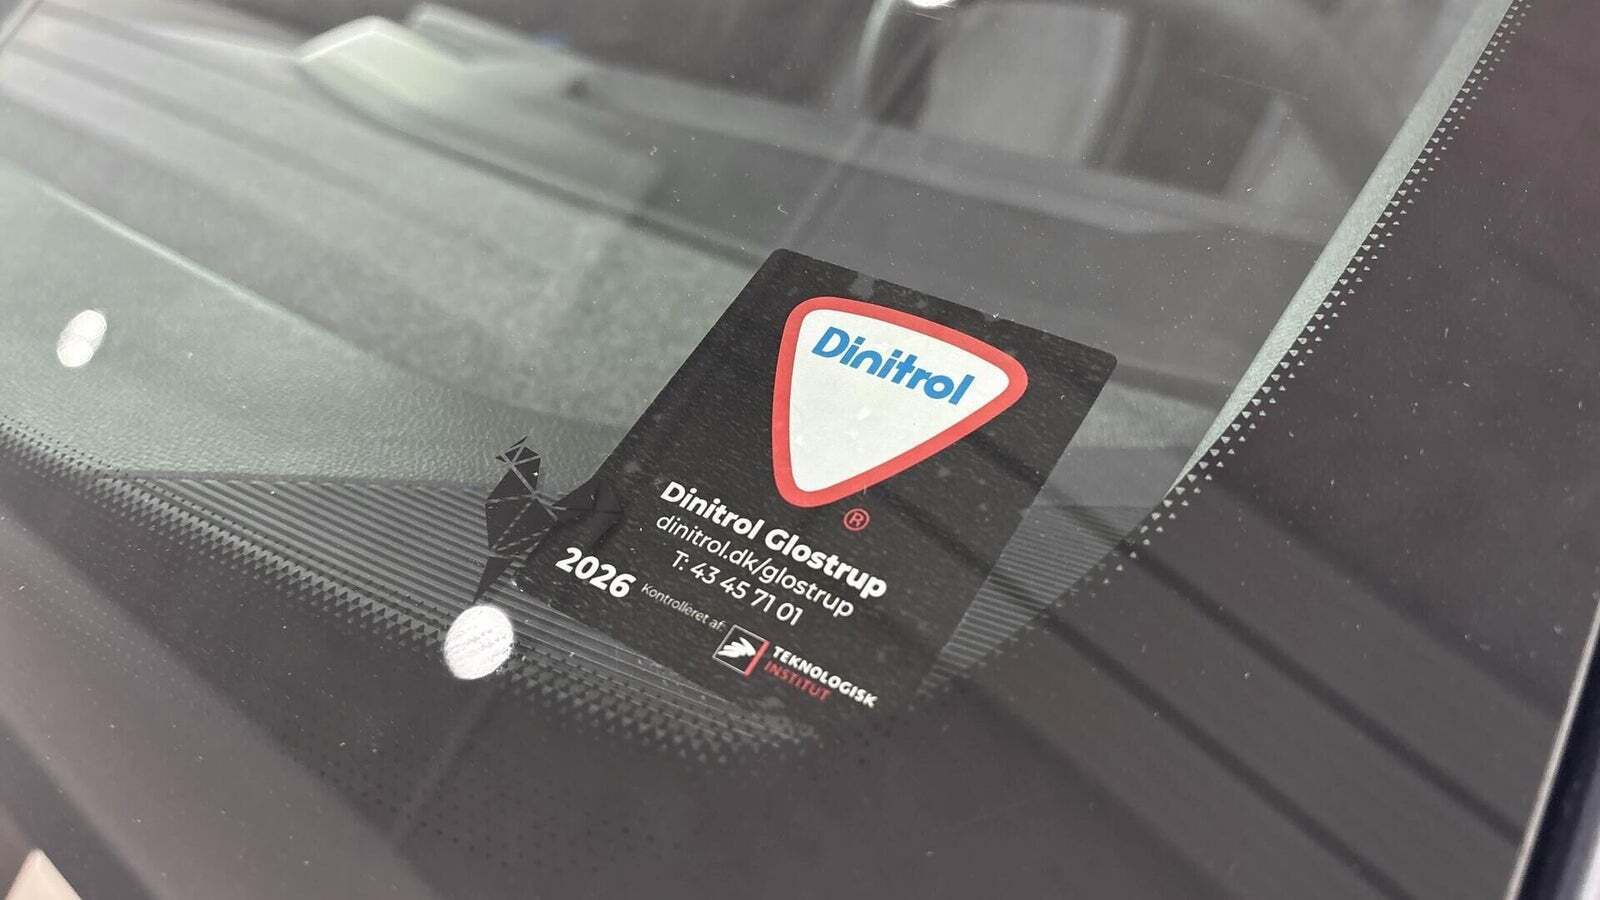 Dinitrol
®
Dinitrol Glostrup
dinitrol.dk/glostrup
T: 43 45 71 01
2026
Kontrolleret af:
TEKNOLOGISK
INSTITUT